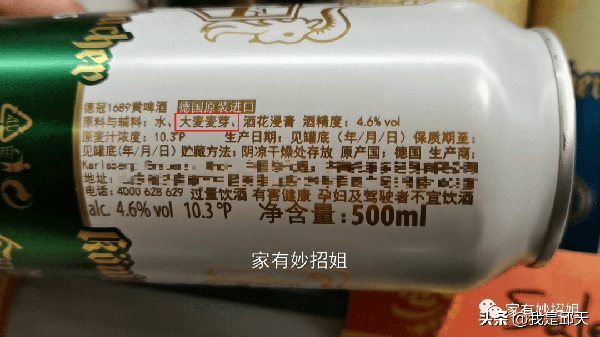 德冠1689黄啤酒 德国原装进口
原料与辅料：水、大麦麦芽、酒花浸膏 酒精度：4.6%vol
原麦汁浓度：10.3°P 生产日期：见罐底（年/月/日）保质期至：
见罐底(年/月/日) 贮藏方法：阴凉干燥处存放 原产国：德国 生产商：
地址：
电话：4000 628 629 过量饮酒 有害健康 孕妇及驾驶者不宜饮酒
alc. 4.6%vol 10.3 °P 净含量：500ml
家有妙招姐
家有妙招姐
头条 @我是邱天